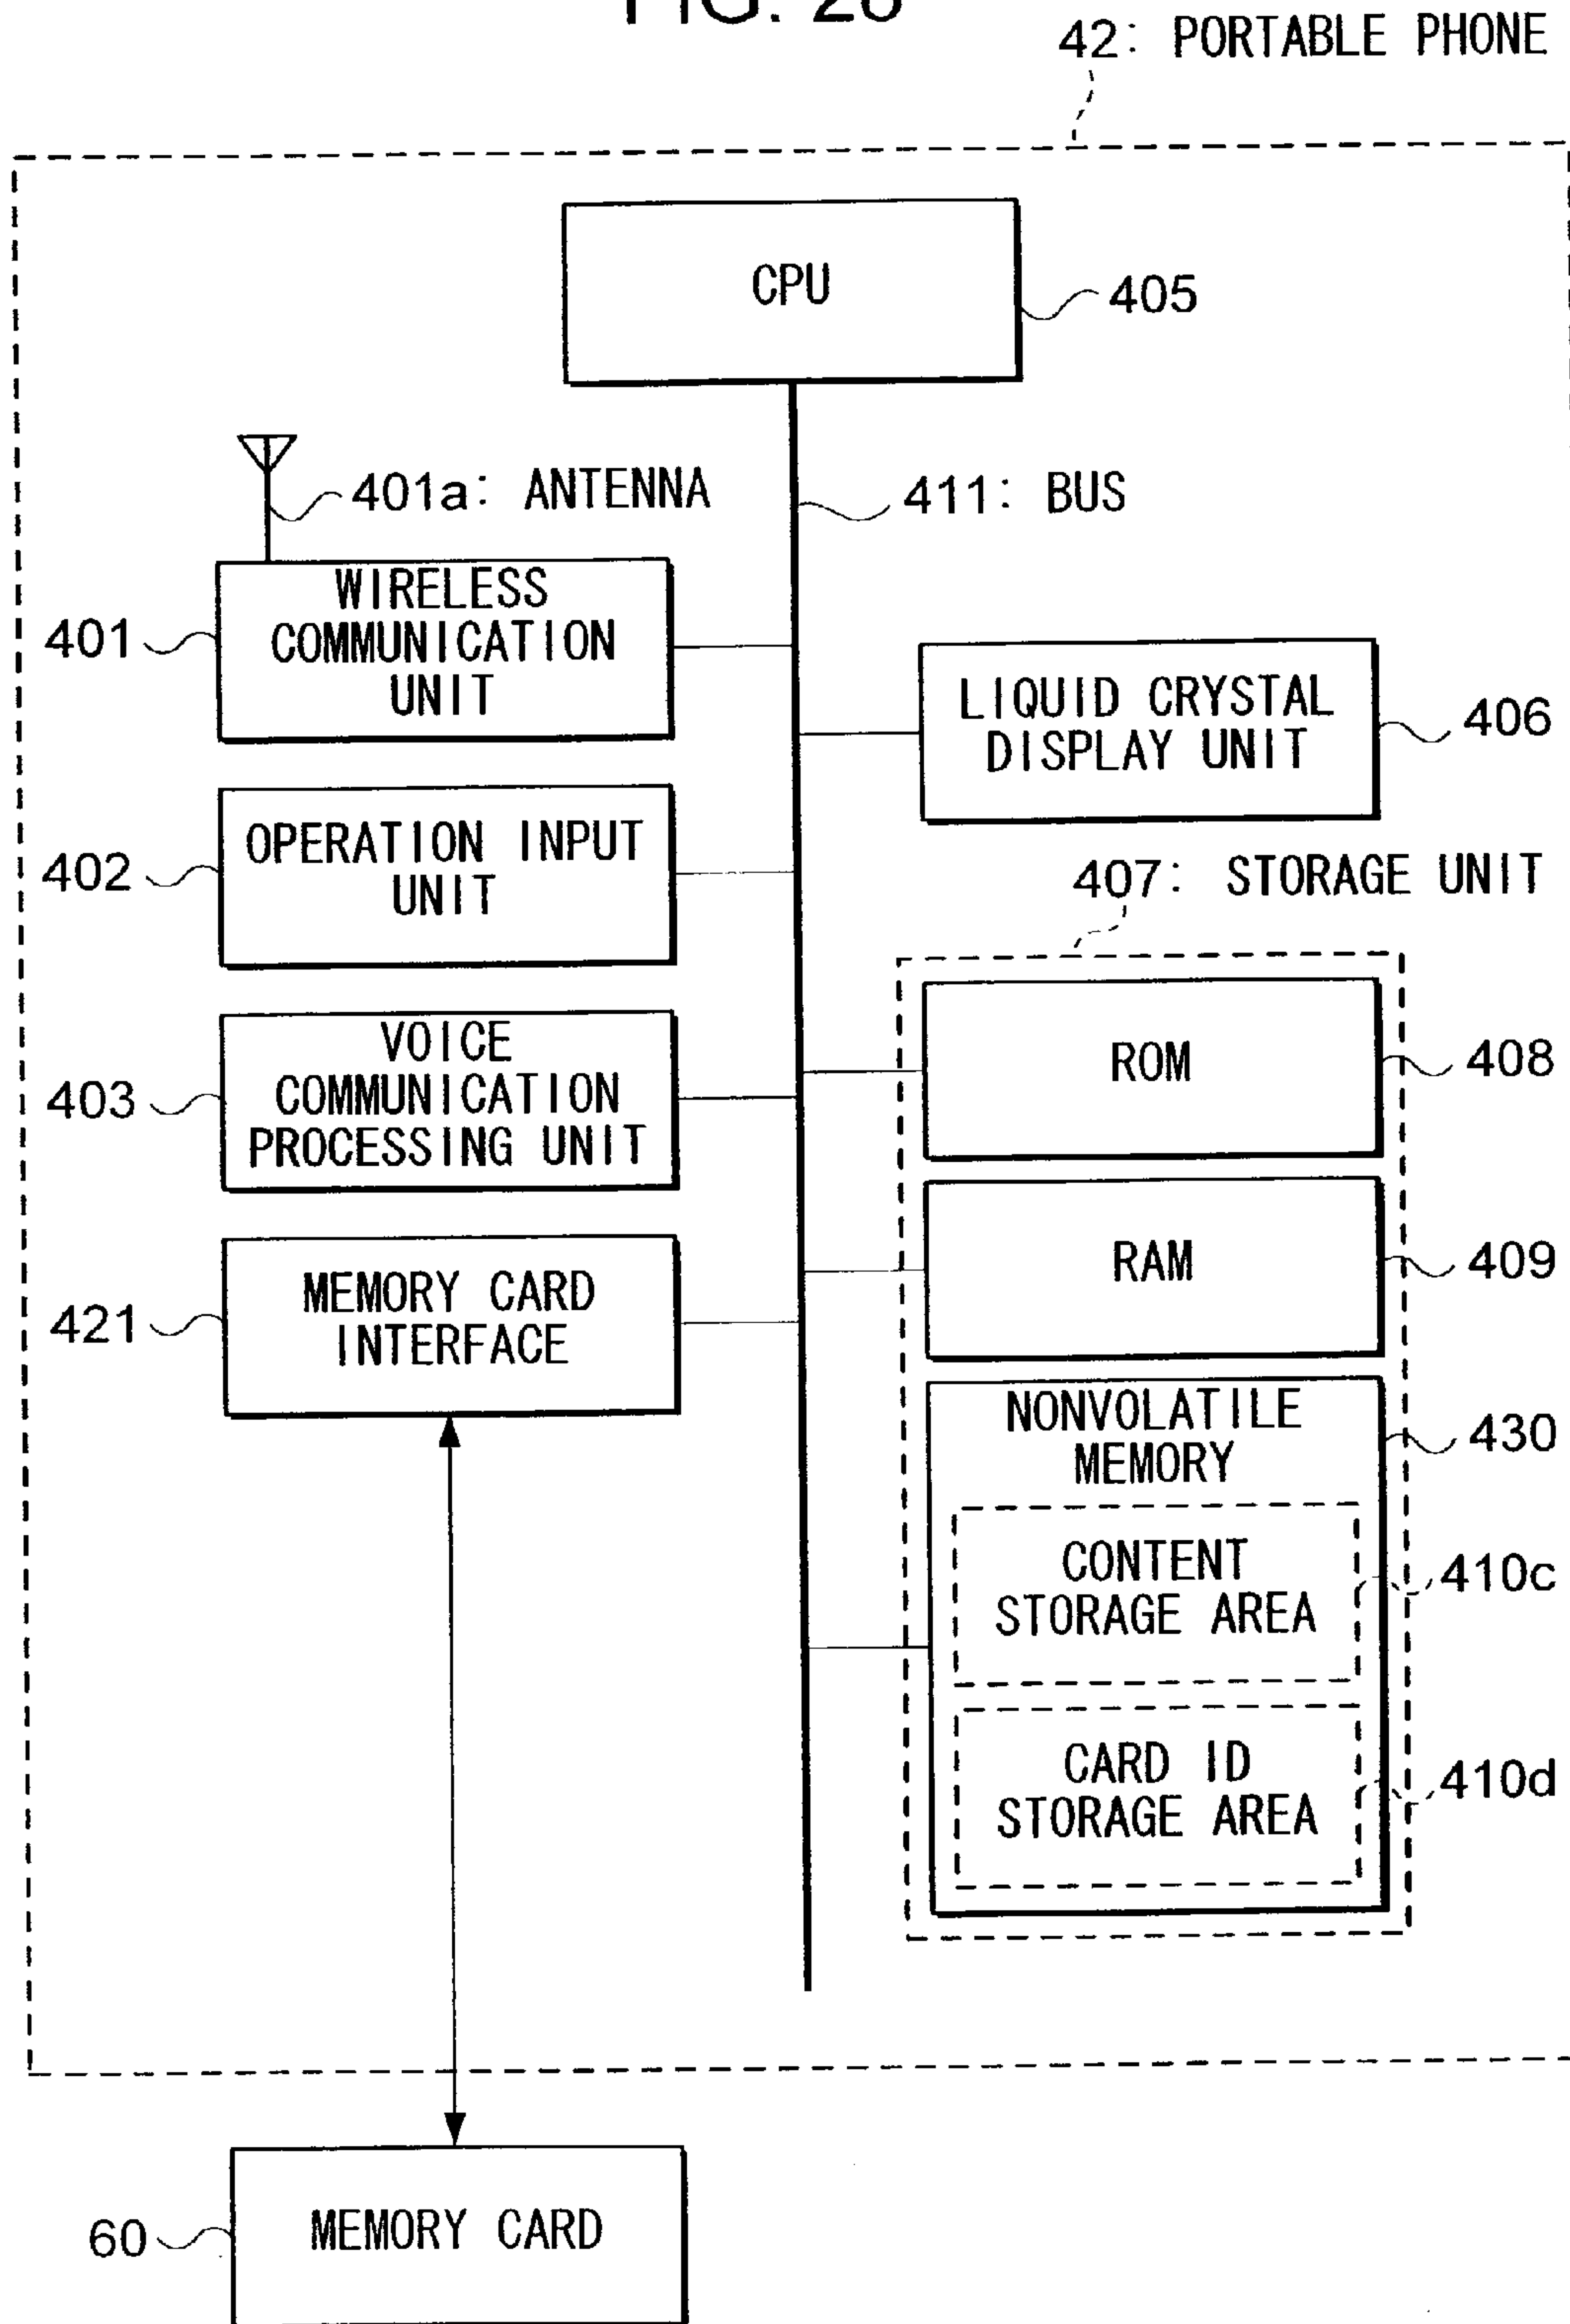 42: PORTABLE PHONE
CPU
405
401a: ANTENNA
411: BUS
WIRELESS
COMMUNICATION
UNIT
401
LIQUID CRYSTAL
DISPLAY UNIT
406
OPERATION INPUT
UNIT
402
407: STORAGE UNIT
VOICE
COMMUNICATION
PROCESSING UNIT
403
ROM
408
MEMORY CARD
INTERFACE
421
RAM
409
NONVOLATILE
MEMORY
430
CONTENT
STORAGE AREA
410c
CARD ID
STORAGE AREA
410d
MEMORY CARD
60